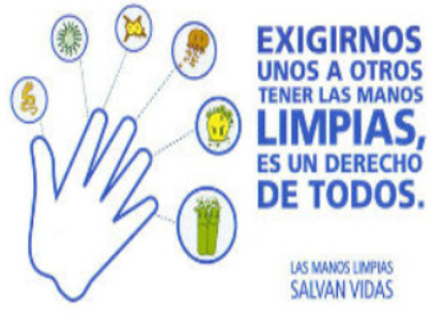 EXIGIRNOS
UNOS A OTROS
TENER LAS MANOS
LIMPIAS,
ES UN DERECHO
DE TODOS.
LAS MANOS LIMPIAS
SALVAN VIDAS